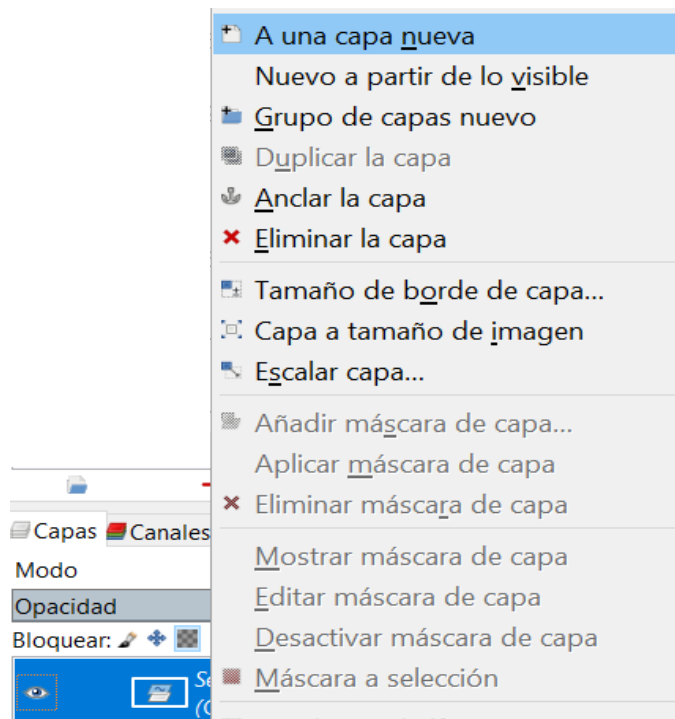 A una capa nueva
Nuevo a partir de lo visible
Grupo de capas nuevo
Duplicar la capa
Anclar la capa
Eliminar la capa
Tamaño de borde de capa...
Capa a tamaño de imagen
Escalar capa...
Añadir máscara de capa...
Aplicar máscara de capa
Eliminar máscara de capa
Mostrar máscara de capa
Editar máscara de capa
Desactivar máscara de capa
Máscara a selección
Capas Canales
Modo
Opacidad
Bloquear: